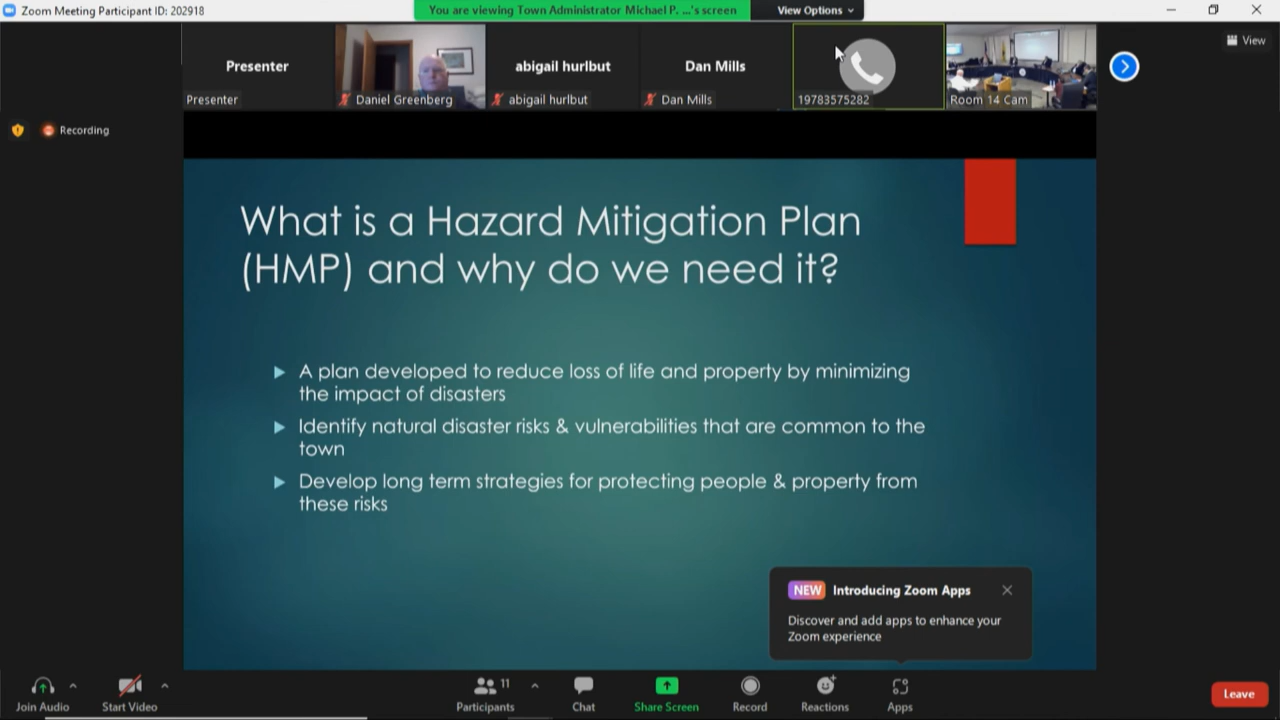 Zoom Meeting Participant ID: 202918
You are viewing Town Administrator Michael P. ...'s screen
View Options
Presenter
Presenter
Daniel Greenberg
abigail hurlbut
abigail hurlbut
Dan Mills
Dan Mills
19783575282
Room 14 Cam
View
Recording
What is a Hazard Mitigation Plan
(HMP) and why do we need it?
A plan developed to reduce loss of life and property by minimizing
the impact of disasters
Identify natural disaster risks & vulnerabilities that are common to the
town
Develop long term strategies for protecting people & property from
these risks
NEW Introducing Zoom Apps
Discover and add apps to enhance your
Zoom experience
Join Audio
Start Video
11
Participants
Chat
Share Screen
Record
Reactions
Apps
Leave